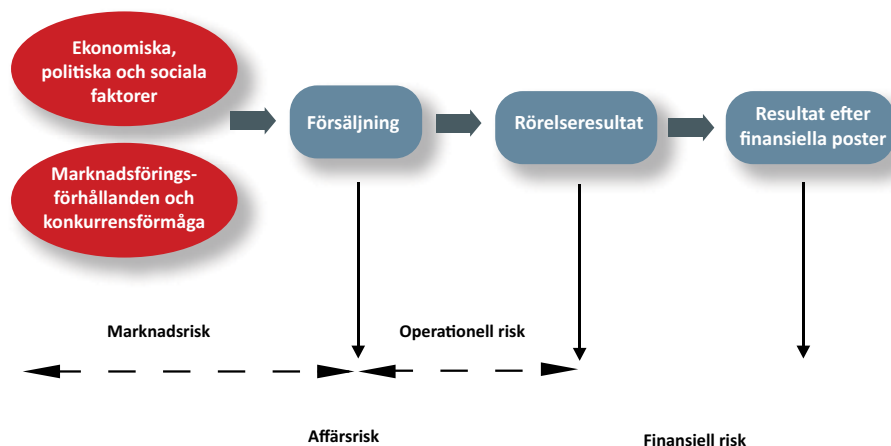 Ekonomiska,
politiska och sociala
faktorer
Marknadsförings-
förhållanden och
konkurrensförmåga
Försäljning
Rörelseresultat
Resultat efter
finansiella poster
Marknadsrisk
Operationell risk
Affärsrisk
Finansiell risk